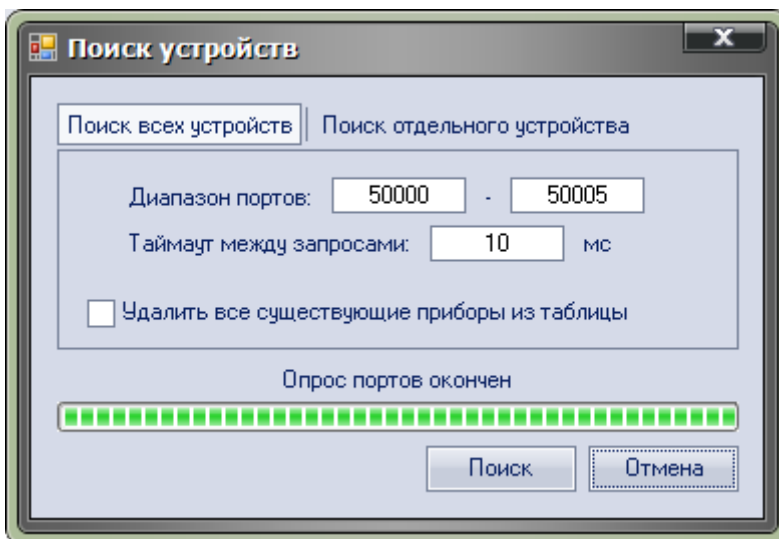 Поиск устройств
Поиск всех устройств Поиск отдельного устройства
Диапазон портов: 50000 - 50005
Таймаут между запросами: 10 мс
Удалить все существующие приборы из таблицы
Опрос портов окончен
Поиск Отмена